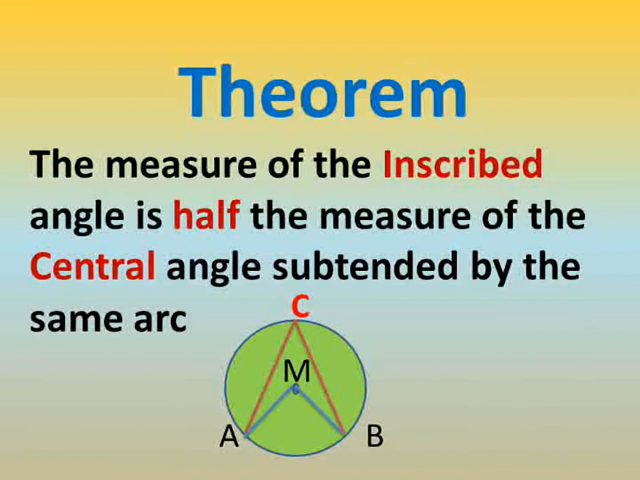 Theorem
The measure of the Inscribed
angle is half the measure of the
Central angle subtended by the
same arc
C
M
A B